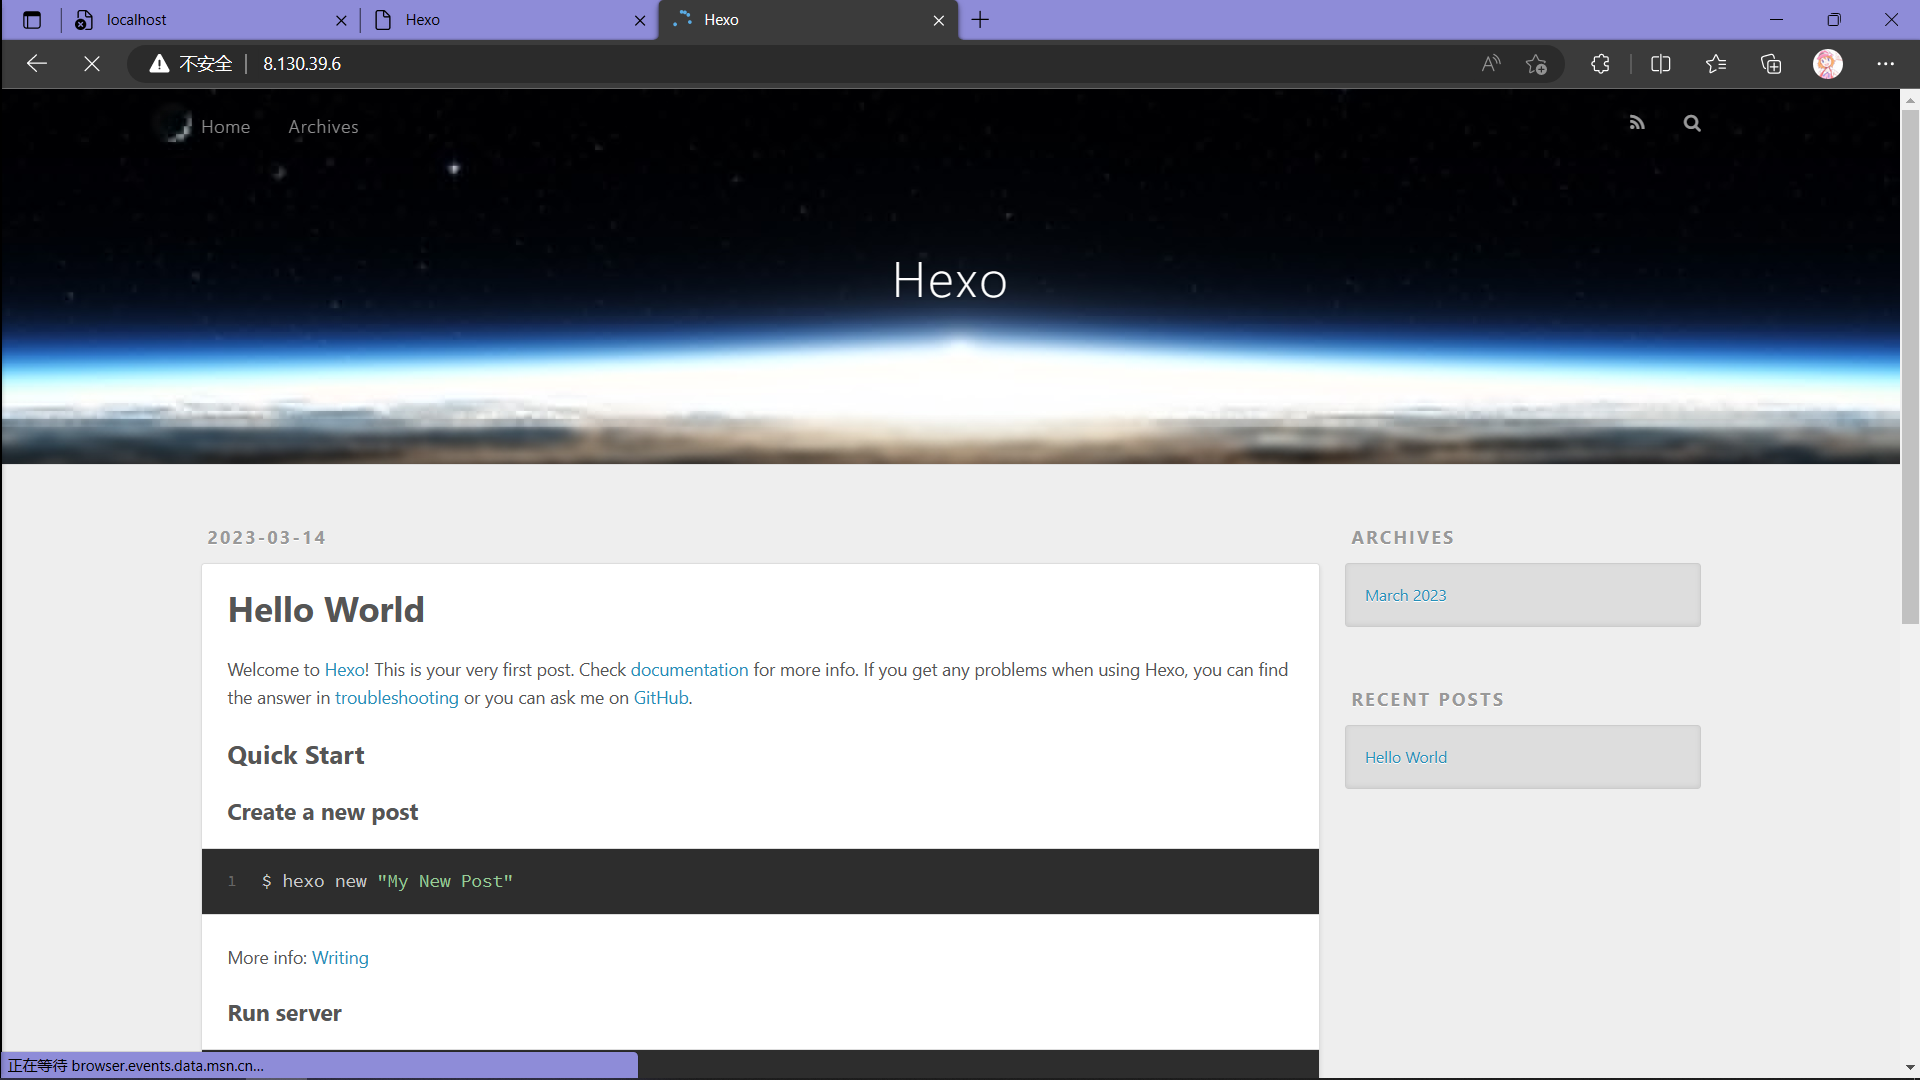 localhost
Hexo
Hexo
不安全
8.130.39.6
Home
Archives
Hexo
2023-03-14
Hello World
Welcome to Hexo! This is your very first post. Check documentation for more info. If you get any problems when using Hexo, you can find
the answer in troubleshooting or you can ask me on GitHub.
Quick Start
Create a new post
1 $ hexo new "My New Post"
More info: Writing
Run server
ARCHIVES
March 2023
RECENT POSTS
Hello World
正在等待 browser.events.data.msn.cn...